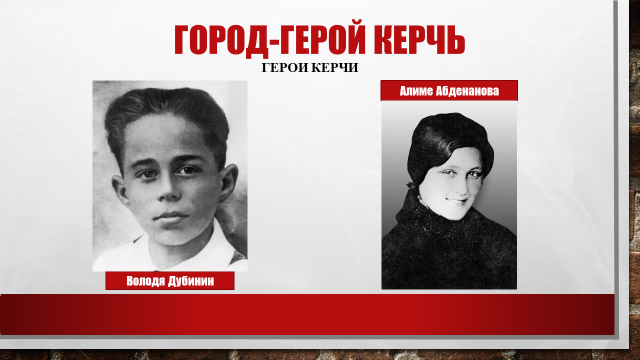 ГОРОД-ГЕРОЙ КЕРЧЬ
ГЕРОИ КЕРЧИ
Алиме Абденанова
Володя Дубинин